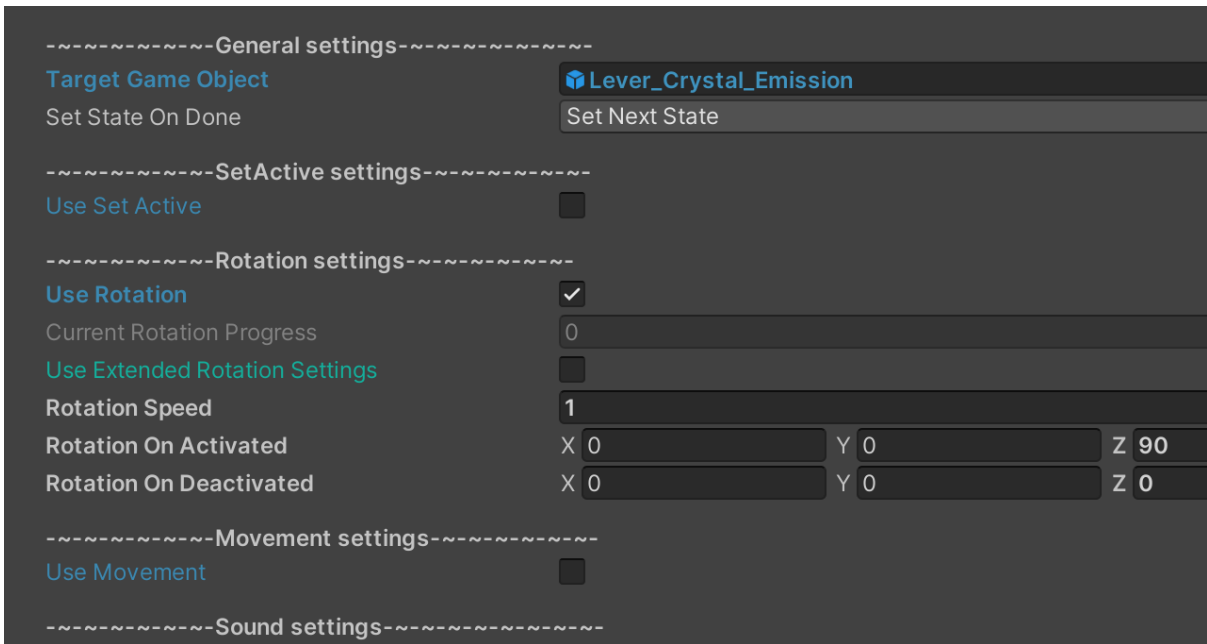 -~-~-~-~-~-~-General settings-~-~-~-~-~-~-~-
Target Game Object Lever_Crystal_Emission
Set State On Done Set Next State
-~-~-~-~-~-~-SetActive settings-~-~-~-~-~-~-
Use Set Active
-~-~-~-~-~-~-Rotation settings-~-~-~-~-~-~-
Use Rotation
Current Rotation Progress 0
Use Extended Rotation Settings
Rotation Speed 1
Rotation On Activated X 0 Y 0 Z 90
Rotation On Deactivated X 0 Y 0 Z 0
-~-~-~-~-~-~-Movement settings-~-~-~-~-~-~-
Use Movement
-~-~-~-~-~-~-Sound settings-~-~-~-~-~-~-~-~-